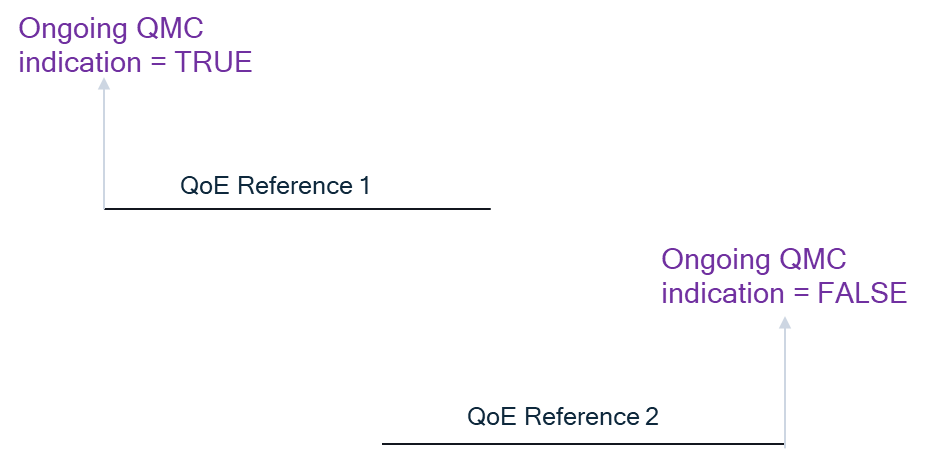 Ongoing QMC
indication = TRUE
QoE Reference 1
Ongoing QMC
indication = FALSE
QoE Reference 2